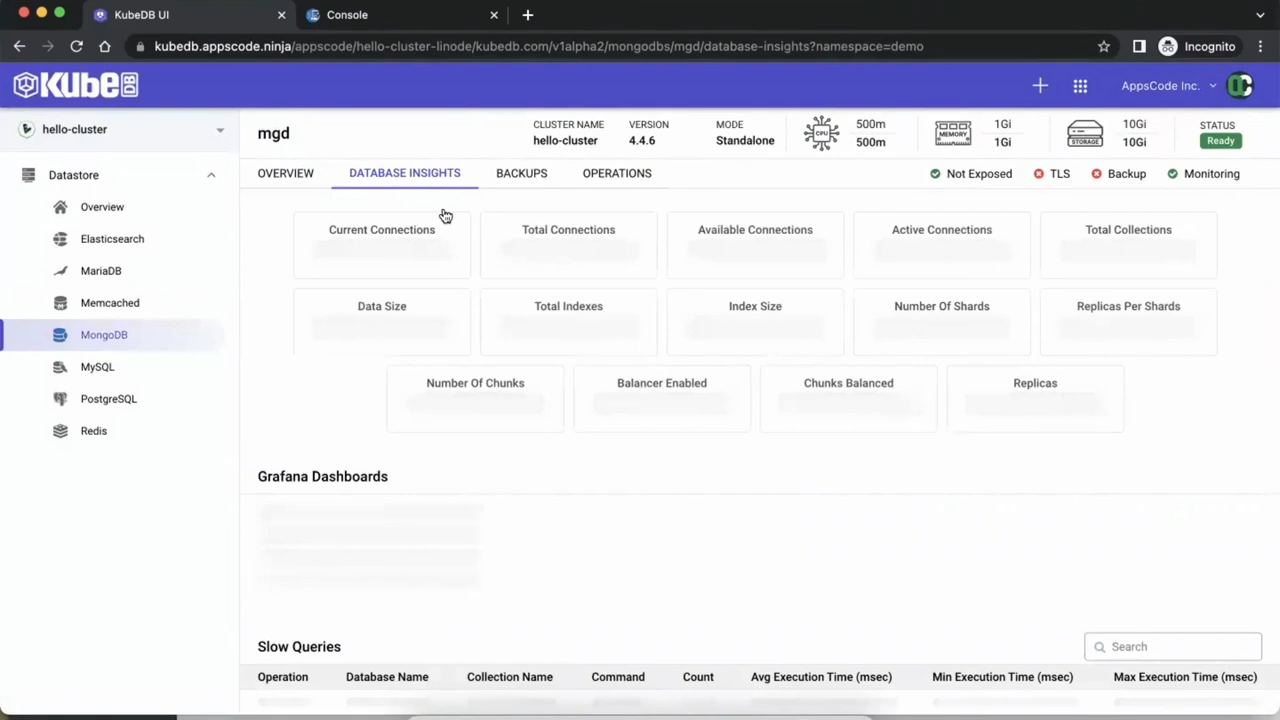 KubeDB UI
Console
kubedb.appscode.ninja/appscode/hello-cluster-linode/kubedb.com/v1alpha2/mongodbs/mgd/database-insights?namespace=demo
Incognito
KubeDB
AppsCode Inc.
hello-cluster
Datastore
Overview
Elasticsearch
MariaDB
Memcached
MongoDB
MySQL
PostgreSQL
Redis
mgd
CLUSTER NAME
hello-cluster
VERSION
4.4.6
MODE
Standalone
CPU
500m
500m
MEMORY
1Gi
1Gi
STORAGE
10Gi
10Gi
STATUS
Ready
OVERVIEW DATABASE INSIGHTS BACKUPS OPERATIONS
Not Exposed TLS Backup Monitoring
Current Connections
Total Connections
Available Connections
Active Connections
Total Collections
Data Size
Total Indexes
Index Size
Number Of Shards
Replicas Per Shards
Number Of Chunks
Balancer Enabled
Chunks Balanced
Replicas
Grafana Dashboards
Slow Queries
Search
Operation Database Name Collection Name Command Count Avg Execution Time (msec) Min Execution Time (msec) Max Execution Time (msec)